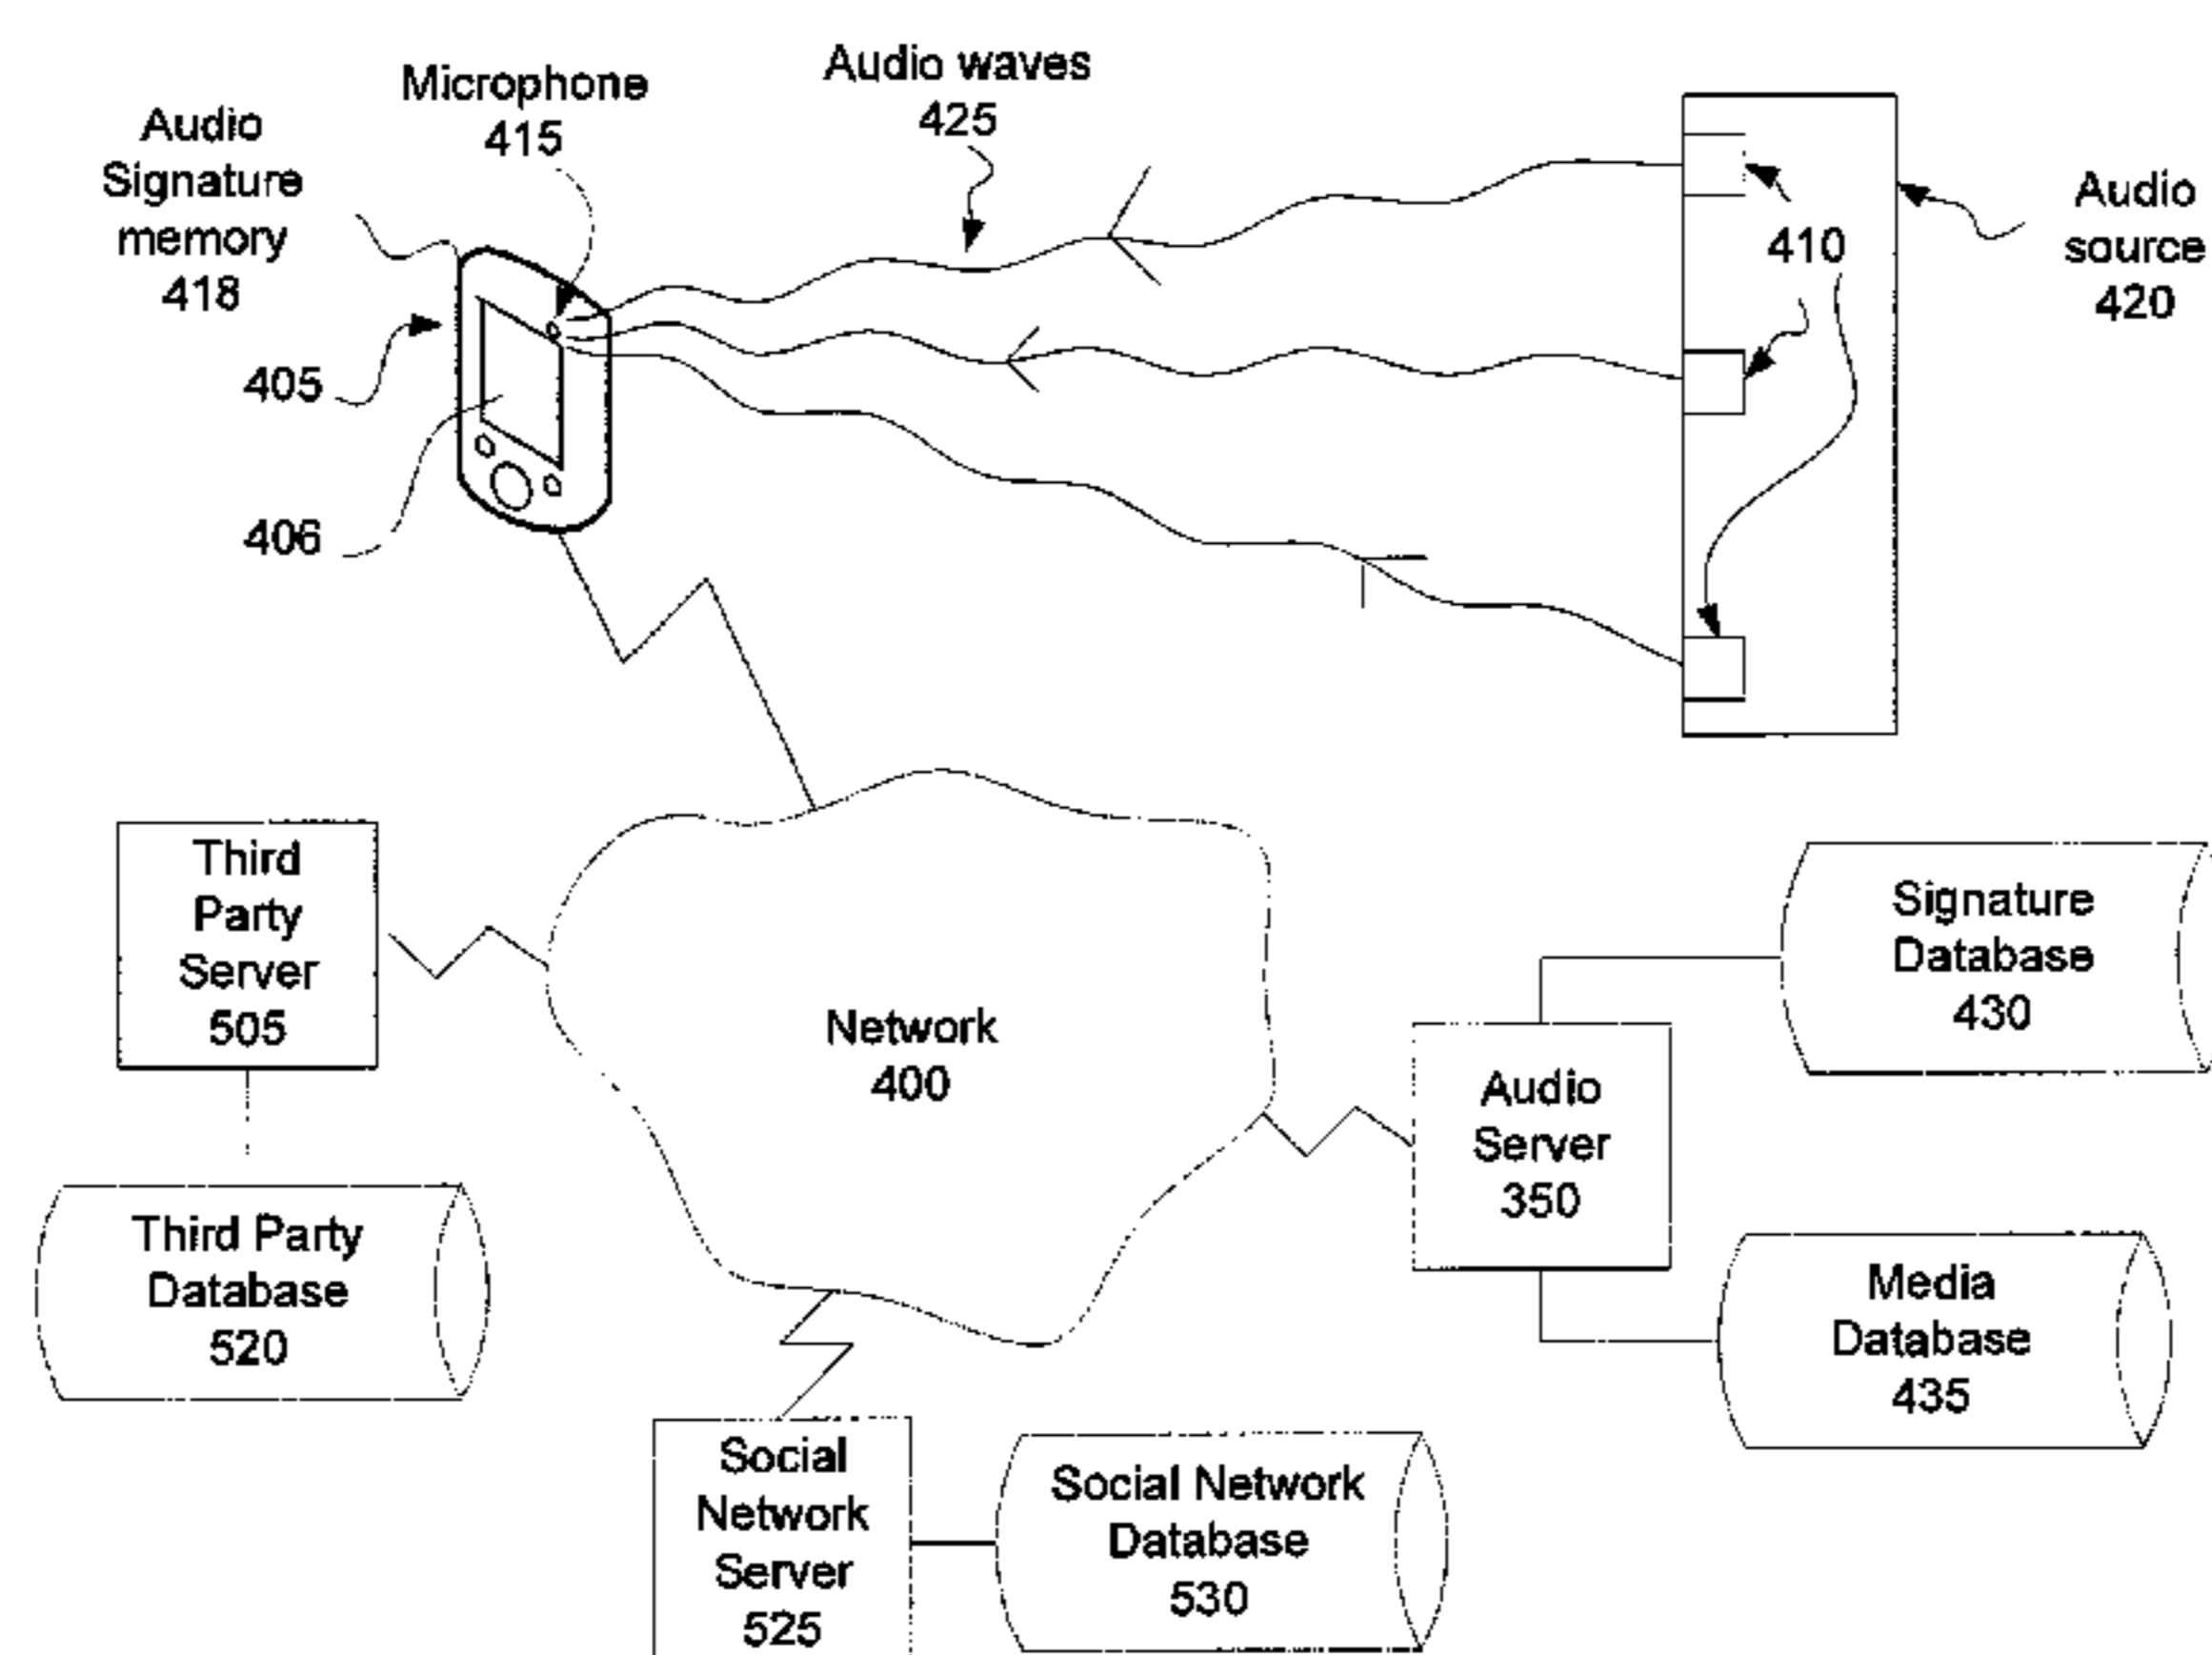 Audio
Signature
memory
418
Microphone
415
Audio waves
425
410
Audio
source
420
405
406
Third
Party
Server
505
Network
400
Signature
Database
430
Audio
Server
350
Third Party
Database
520
Media
Database
435
Social
Network
Server
525
Social Network
Database
530